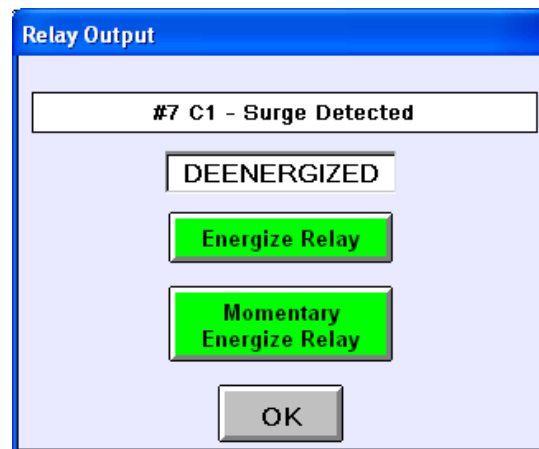 Relay Output
#7 C1 - Surge Detected
DEENERGIZED
Energize Relay
Momentary
Energize Relay
OK